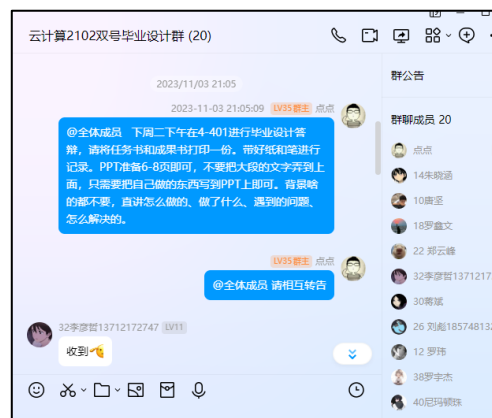 云计算2102双号毕业设计群 (20)
2023/11/03 21:05
2023-11-03 21:05:09 LV35 群主 点点
@全体成员 下周二下午在4-401进行毕业设计答
辩，请将任务书和成果书打印一份。带好纸和笔进行
记录。PPT准备6-8页即可，不要把大段的文字弄到上
面，只需要把自己做的东西写到PPT上即可。背景啥
的都不要，直讲怎么做的、做了什么、遇到的问题、
怎么解决的。
LV35 群主 点点
@全体成员 请相互转告
32李彦哲13712172747 LV11
收到
群公告
群聊成员 20
点点
14朱晓涵
10唐坚
18罗鑫文
22 郑云峰
32李彦哲1371217
30蒋斌
26 刘彪185748132
12 罗玮
38罗宇杰
40尼玛顿珠